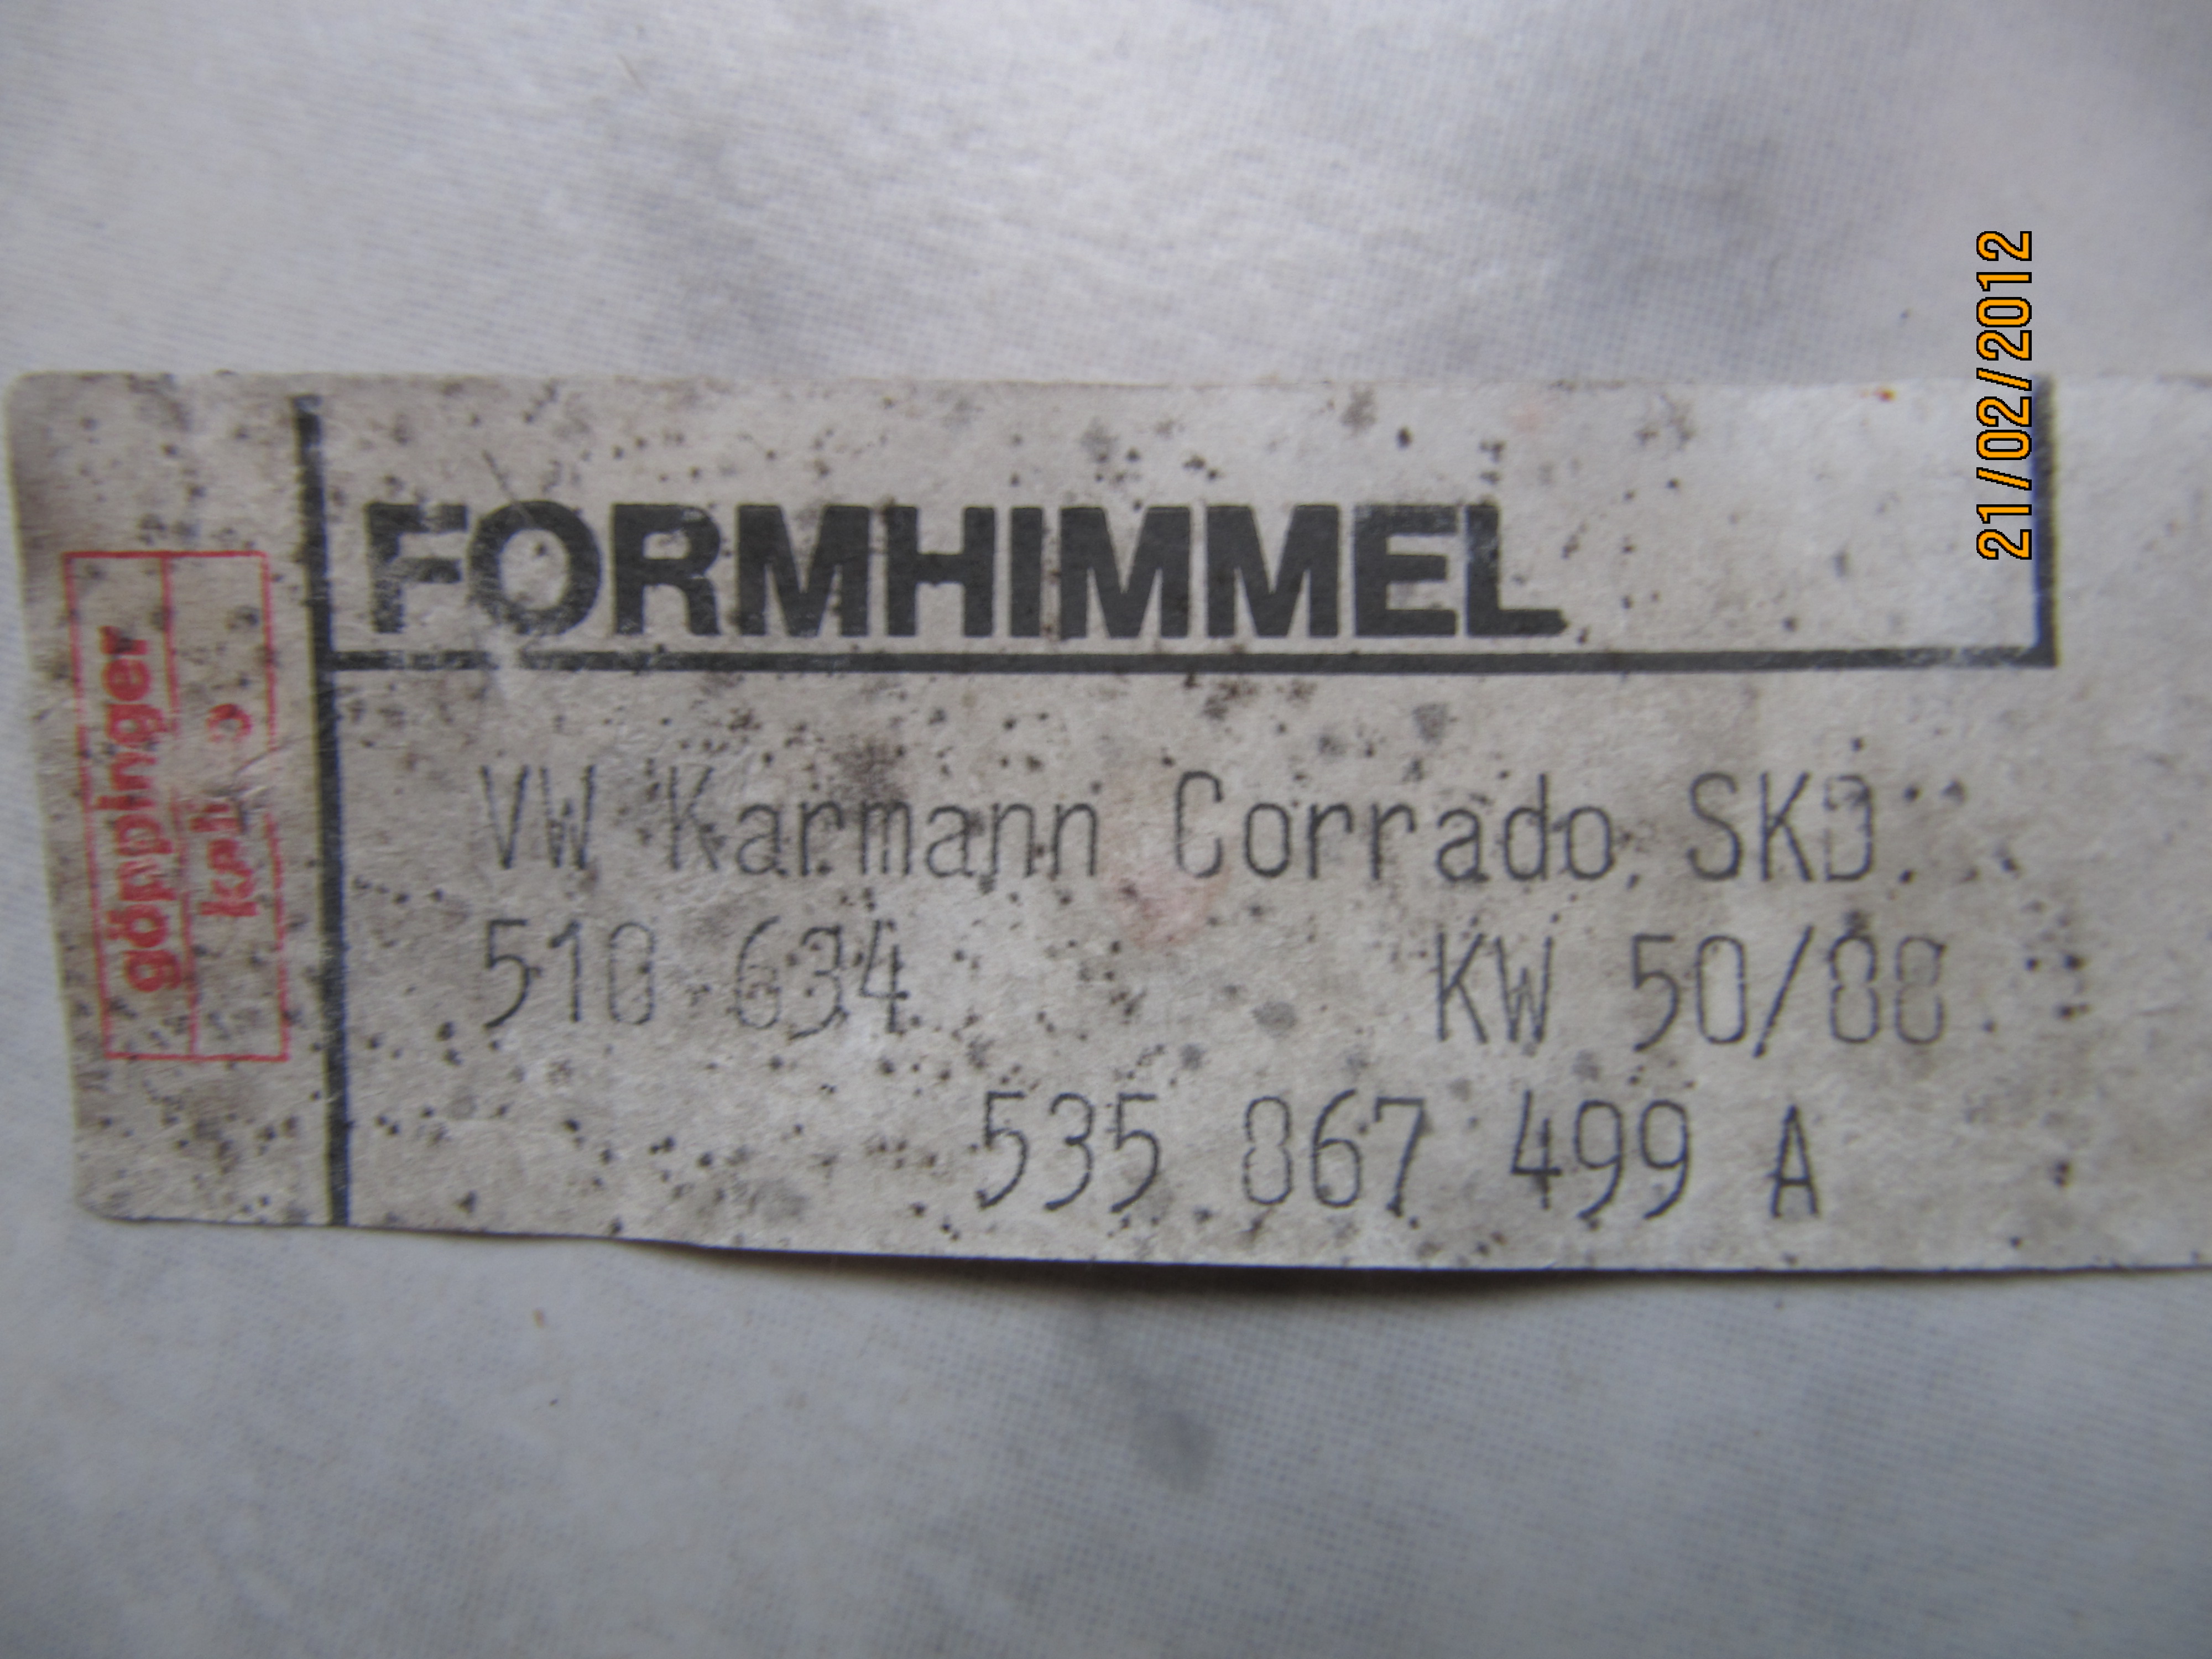 21/02/2012
FORMHIMMEL
göppinger
VW Karmann Corrado, SKD.
510 634 KW 50/88
535 867 499 A